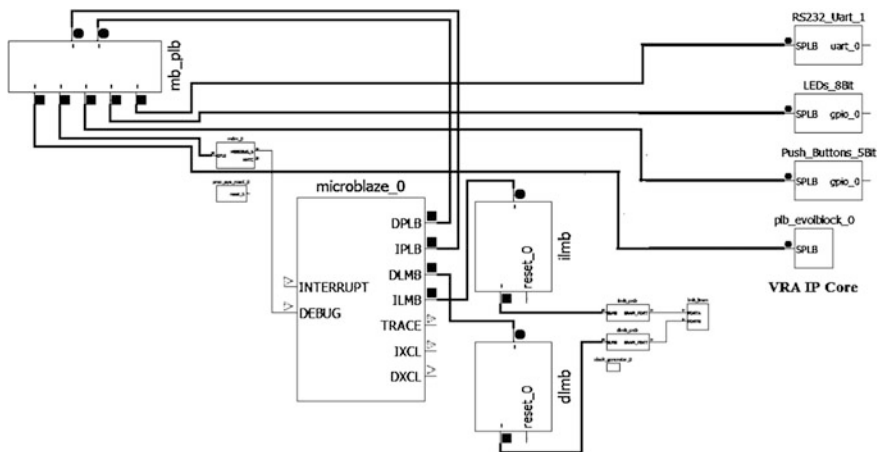 RS232_Uart_1
SPLB uart_0
mb_plb
LEDs_8Bit
SPLB gpio_0
Push_Buttons_5Bit
SPLB gpio_0
microblaze_0
DPLB
IPLB
DLMB
ILMB
INTERRUPT
DEBUG
TRACE
IXCL
DXCL
reset_0
ilmb
plb_evolblock_0
SPLB
VRA IP Core
reset_0
dlmb
clock_generator_0